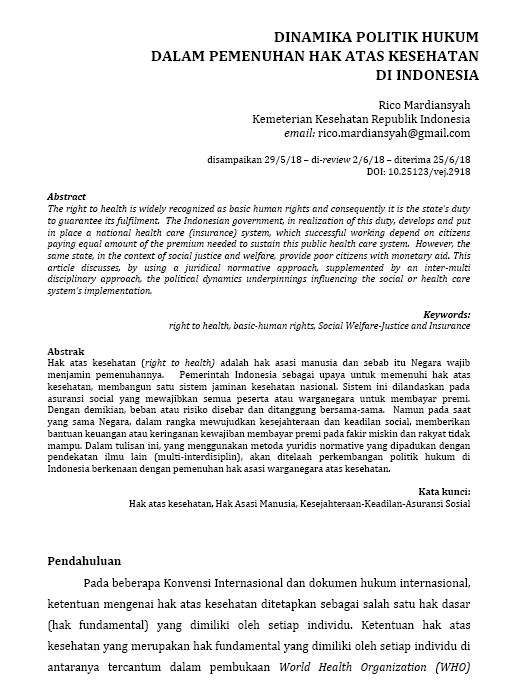 DINAMIKA POLITIK HUKUM
DALAM PEMENUHAN HAK ATAS KESEHATAN
DI INDONESIA
Rico Mardiansyah
Kemeterian Kesehatan Republik Indonesia
email: rico.mardiansyah@gmail.com
disampaikan 29/5/18 – di-review 2/6/18 – diterima 25/6/18
DOI: 10.25123/vej.2918
Abstract
The right to health is widely recognized as basic human rights and consequently it is the state's duty
to guarantee its fulfilment. The Indonesian government, in realization of this duty, develops and put
in place a national health care (insurance) system, which successful working depend on citizens
paying equal amount of the premium needed to sustain this public health care system. However, the
same state, in the context of social justice and welfare, provide poor citizens with monetary aid. This
article discusses, by using a juridical normative approach, supplemented by an inter-multi
disciplinary approach, the political dynamics underpinnings influencing the social or health care
system's implementation.
Keywords:
right to health, basic-human rights, Social Welfare-Justice and Insurance
Abstrak
Hak atas kesehatan (right to health) adalah hak asasi manusia dan sebab itu Negara wajib
menjamin pemenuhannya. Pemerintah Indonesia sebagai upaya untuk memenuhi hak atas
kesehatan, membangun satu sistem jaminan kesehatan nasional. Sistem ini dilandaskan pada
asuransi social yang mewajibkan semua peserta atau warganegara untuk membayar premi.
Dengan demikian, beban atau risiko disebar dan ditanggung bersama-sama. Namun pada saat
yang sama Negara, dalam rangka mewujudkan kesejahteraan dan keadilan social, memberikan
bantuan keuangan atau keringanan kewajiban membayar premi pada fakir miskin dan rakyat tidak
mampu. Dalam tulisan ini, yang menggunakan metoda yuridis normative yang dipadukan dengan
pendekatan ilmu lain (multi-interdisiplin), akan ditelaah perkembangan politik hukum di
Indonesia berkenaan dengan pemenuhan hak asasi warganegara atas kesehatan.
Kata kunci:
Hak atas kesehatan, Hak Asasi Manusia, Kesejahteraan-Keadilan-Asuransi Sosial
Pendahuluan
Pada beberapa Konvensi Internasional dan dokumen hukum internasional,
ketentuan mengenai hak atas kesehatan ditetapkan sebagai salah satu hak dasar
(hak fundamental) yang dimiliki oleh setiap individu. Ketentuan hak atas
kesehatan yang merupakan hak fundamental yang dimiliki oleh setiap individu di
antaranya tercantum dalam pembukaan World Health Organization (WHO)